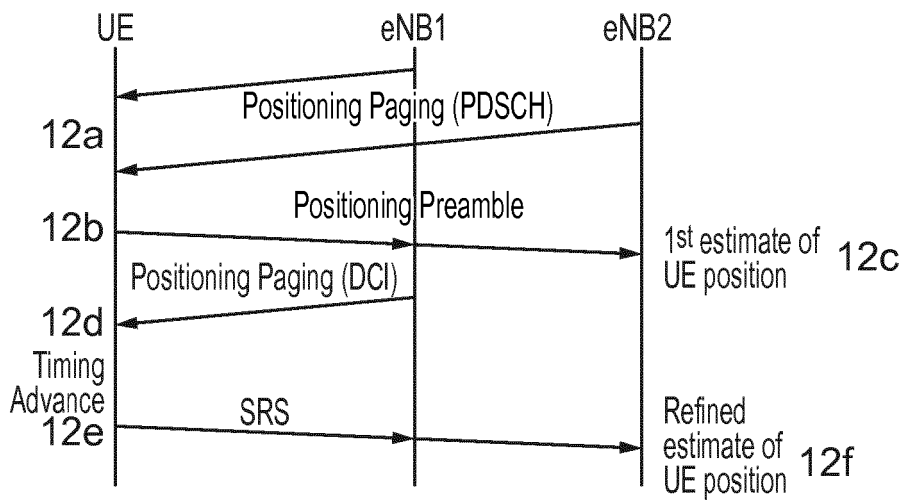 UE eNB1 eNB2
Positioning Paging (PDSCH)
12a
Positioning Preamble
12b
1st estimate of
UE position 12c
Positioning Paging (DCI)
12d
Timing
Advance
12e
SRS
Refined
estimate of
UE position 12f